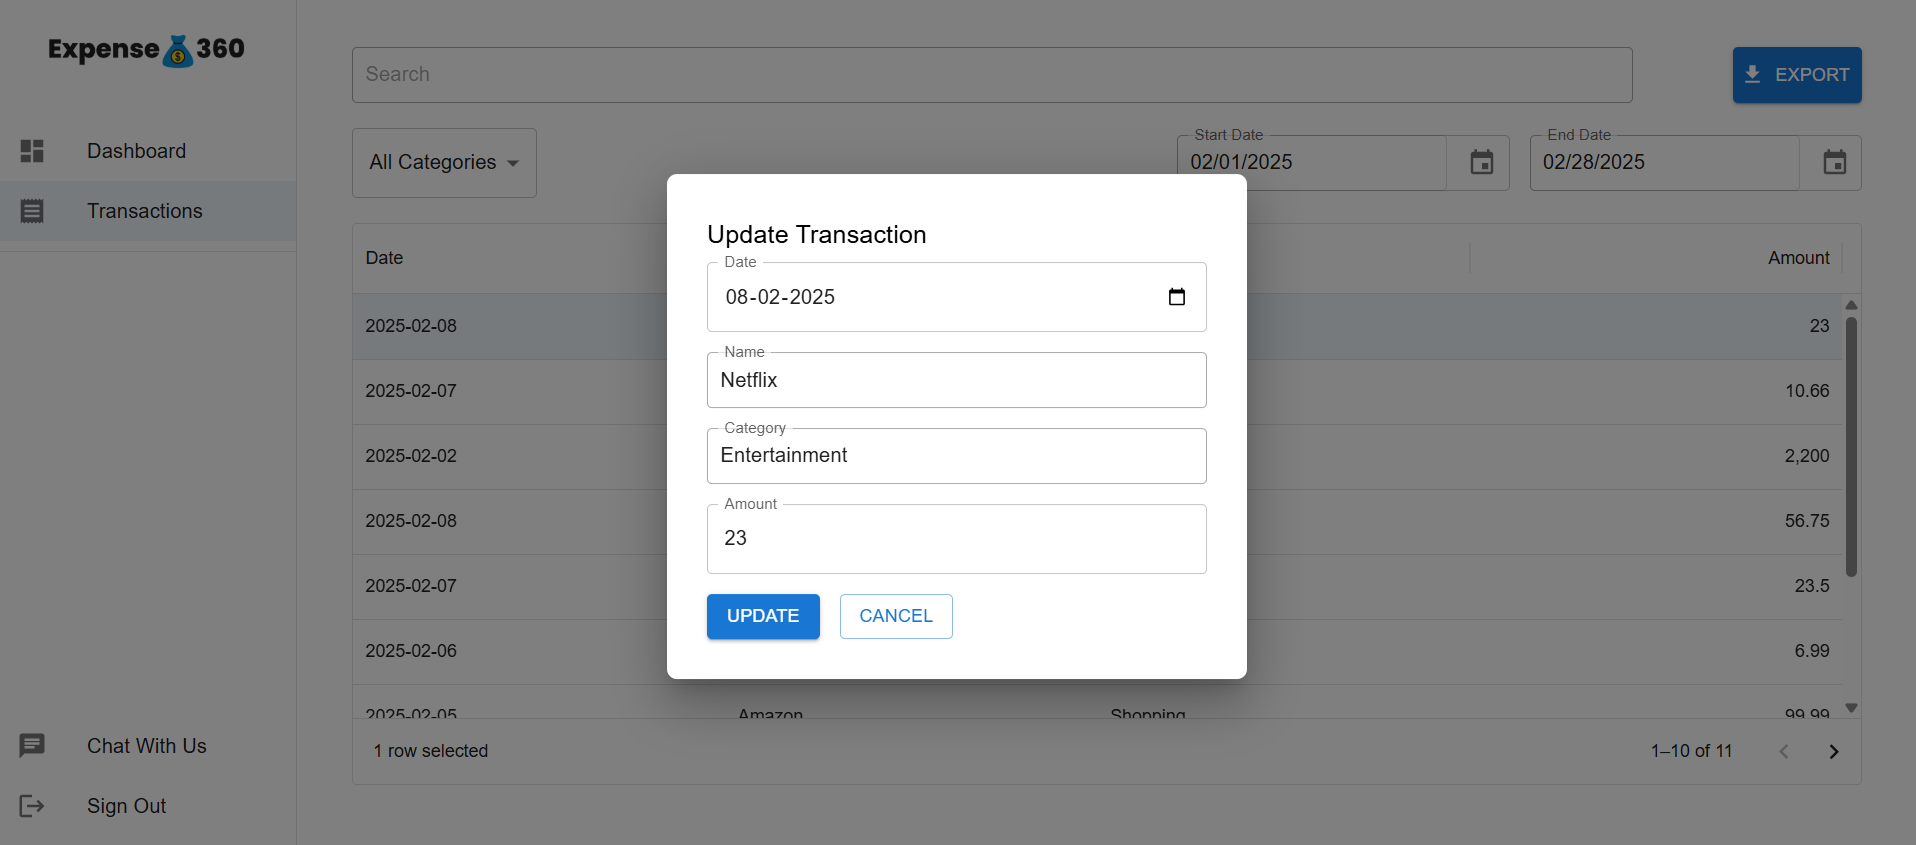 Expense 360
Dashboard
Transactions
Chat With Us
Sign Out
Search
EXPORT
All Categories
Start Date
02/01/2025
End Date
02/28/2025
Date
Amount
2025-02-08
23
2025-02-07
10.66
2025-02-02
2,200
2025-02-08
56.75
2025-02-07
23.5
2025-02-06
6.99
2025-02-05 Amazon Shopping 99.99
1 row selected
1–10 of 11
Update Transaction
Date
08-02-2025
Name
Netflix
Category
Entertainment
Amount
23
UPDATE CANCEL